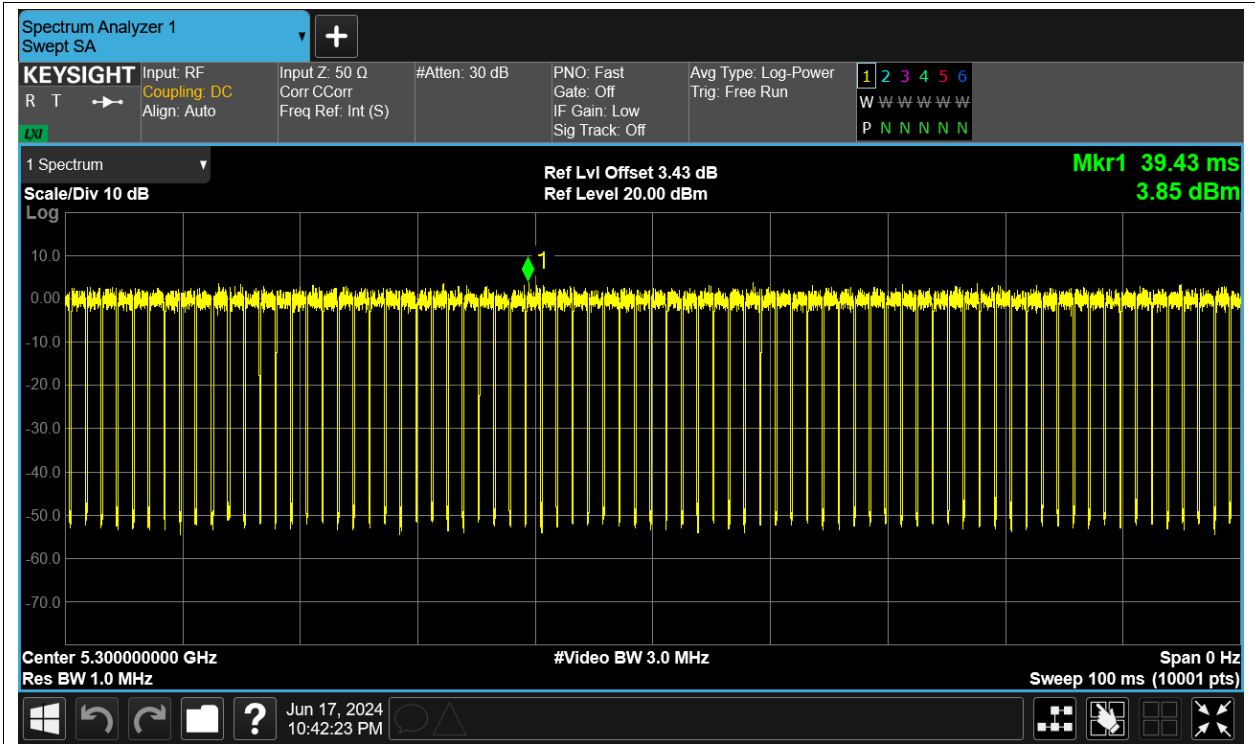 Spectrum Analyzer 1
Swept SA
+
KEYSIGHT
R T
LXI
Input: RF
Coupling: DC
Align: Auto
Input Z: 50 Ω
Corr CCorr
Freq Ref: Int (S)
#Atten: 30 dB
PNO: Fast
Gate: Off
IF Gain: Low
Sig Track: Off
Avg Type: Log-Power
Trig: Free Run
1 2 3 4 5 6
W W W W W W
P N N N N N
1 Spectrum
Scale/Div 10 dB
Log
Ref Lvl Offset 3.43 dB
Ref Level 20.00 dBm
Mkr1 39.43 ms
3.85 dBm
1
10.0
0.00
-10.0
-20.0
-30.0
-40.0
-50.0
-60.0
-70.0
Center 5.300000000 GHz
Res BW 1.0 MHz
#Video BW 3.0 MHz
Span 0 Hz
Sweep 100 ms (10001 pts)
?
Jun 17, 2024
10:42:23 PM